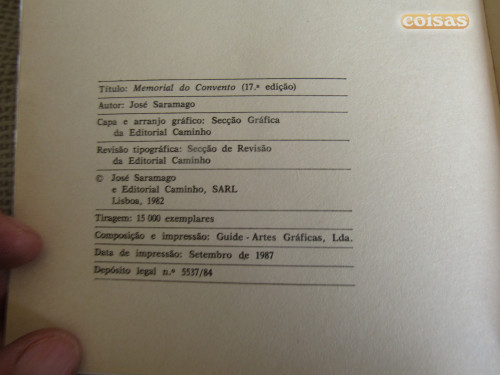 coisas
Título: Memorial do Convento (17.ª edição)
Autor: José Saramago
Capa e arranjo gráfico: Secção Gráfica
da Editorial Caminho
Revisão tipográfica: Secção de Revisão
da Editorial Caminho
© José Saramago
e Editorial Caminho, SARL
Lisboa, 1982
Tiragem: 15 000 exemplares
Composição e impressão: Guide - Artes Gráficas, Lda.
Data de impressão: Setembro de 1987
Depósito legal n.º 5537/84